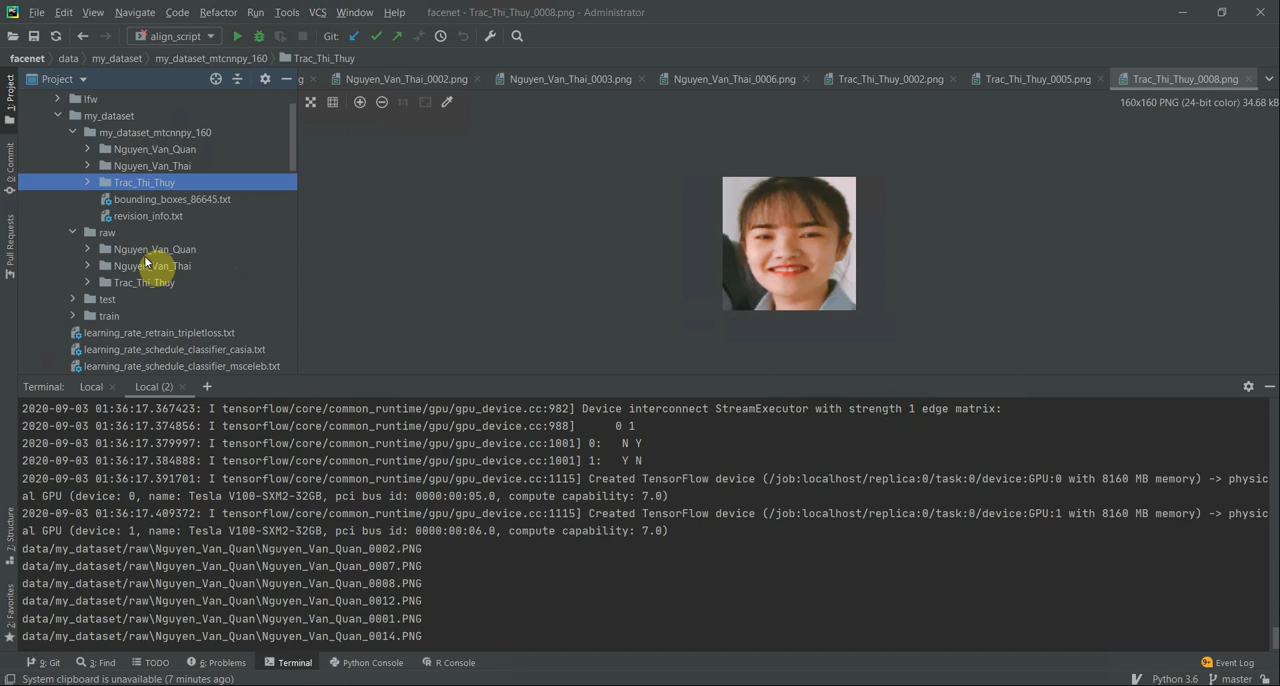 File Edit View Navigate Code Refactor Run Tools VCS Window Help facenet - Trac_Thi_Thuy_0008.png - Administrator
align_script Git:
facenet data my_dataset my_dataset_mtcnnpy_160 Trac_Thi_Thuy
Project g Nguyen_Van_Thai_0002.png Nguyen_Van_Thai_0003.png Nguyen_Van_Thai_0006.png Trac_Thi_Thuy_0002.png Trac_Thi_Thuy_0005.png Trac_Thi_Thuy_0008.png
1:1 160x160 PNG (24-bit color) 34.68 kB
1: Project
0: Commit
Pull Requests
7: Structure
2: Favorites
lfw
my_dataset
my_dataset_mtcnnpy_160
Nguyen_Van_Quan
Nguyen_Van_Thai
Trac_Thi_Thuy
bounding_boxes_86645.txt
revision_info.txt
raw
Nguyen_Van_Quan
Nguyen_Van_Thai
Trac_Thi_Thuy
test
train
learning_rate_retrain_tripletloss.txt
learning_rate_schedule_classifier_casia.txt
learning_rate_schedule_classifier_msceleb.txt
Terminal: Local Local (2) +
2020-09-03 01:36:17.367423: I tensorflow/core/common_runtime/gpu/gpu_device.cc:982] Device interconnect StreamExecutor with strength 1 edge matrix:
2020-09-03 01:36:17.374856: I tensorflow/core/common_runtime/gpu/gpu_device.cc:988] 0 1
2020-09-03 01:36:17.379997: I tensorflow/core/common_runtime/gpu/gpu_device.cc:1001] 0: N Y
2020-09-03 01:36:17.384888: I tensorflow/core/common_runtime/gpu/gpu_device.cc:1001] 1: Y N
2020-09-03 01:36:17.391701: I tensorflow/core/common_runtime/gpu/gpu_device.cc:1115] Created TensorFlow device (/job:localhost/replica:0/task:0/device:GPU:0 with 8160 MB memory) -> physic
al GPU (device: 0, name: Tesla V100-SXM2-32GB, pci bus id: 0000:00:05.0, compute capability: 7.0)
2020-09-03 01:36:17.409372: I tensorflow/core/common_runtime/gpu/gpu_device.cc:1115] Created TensorFlow device (/job:localhost/replica:0/task:0/device:GPU:1 with 8160 MB memory) -> physic
al GPU (device: 1, name: Tesla V100-SXM2-32GB, pci bus id: 0000:00:06.0, compute capability: 7.0)
data/my_dataset/raw\Nguyen_Van_Quan\Nguyen_Van_Quan_0002.PNG
data/my_dataset/raw\Nguyen_Van_Quan\Nguyen_Van_Quan_0007.PNG
data/my_dataset/raw\Nguyen_Van_Quan\Nguyen_Van_Quan_0008.PNG
data/my_dataset/raw\Nguyen_Van_Quan\Nguyen_Van_Quan_0012.PNG
data/my_dataset/raw\Nguyen_Van_Quan\Nguyen_Van_Quan_0001.PNG
data/my_dataset/raw\Nguyen_Van_Quan\Nguyen_Van_Quan_0014.PNG
9: Git 3: Find TODO 6: Problems Terminal Python Console R Console 9+ Event Log
System clipboard is unavailable (7 minutes ago) Python 3.6 master